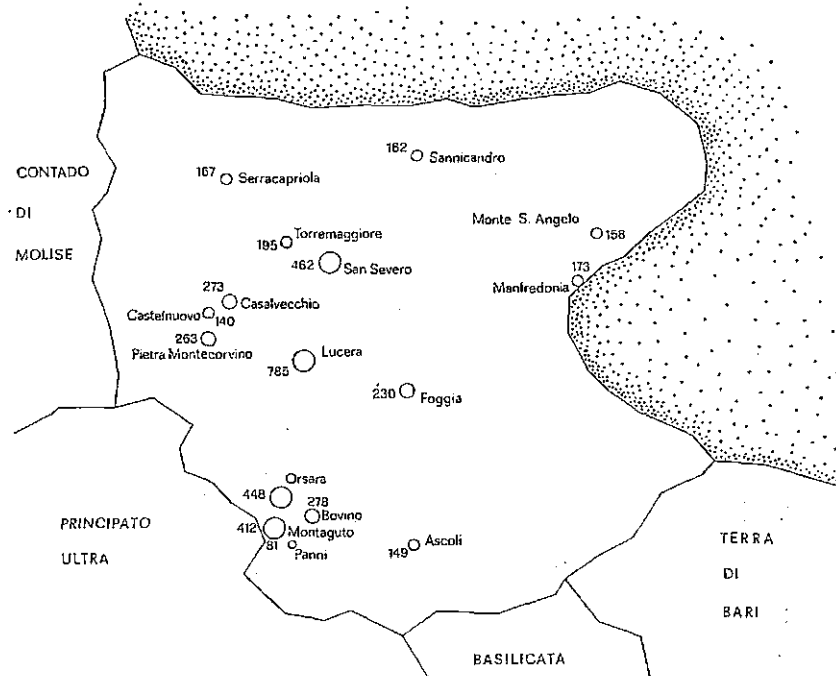 162
Sannicandro
CONTADO
DI
MOLISE
167
Serracapriola
Monte S. Angelo
158
195
Torremaggiore
462
San Severo
173
Manfredonia
273
Casalvecchio
Castelnuovo
140
263
Pietra Montecorvino
Lucera
785
230
Foggia
Orsara
448
278
Bovino
412
Montaguto
81
Panni
149
Ascoli
PRINCIPATO
ULTRA
TERRA
DI
BARI
BASILICATA